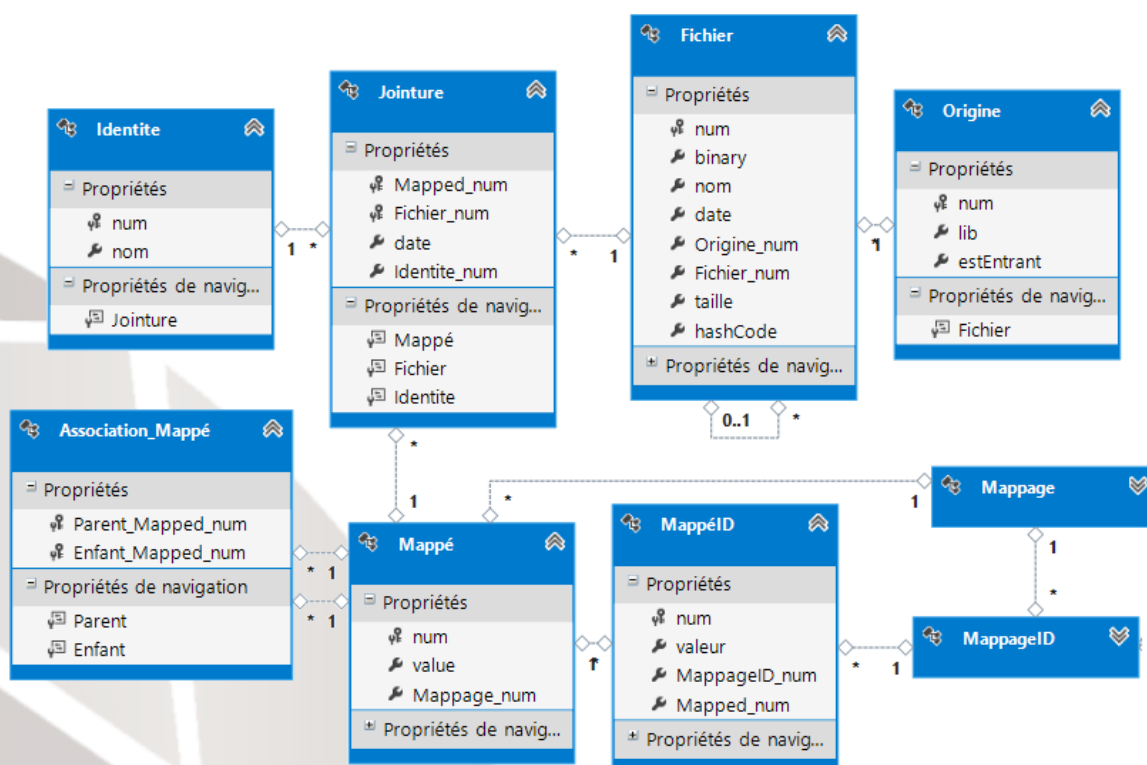 Identite
Propriétés
num
nom
Propriétés de navig...
Jointure
1 *
Jointure
Propriétés
Mapped_num
Fichier_num
date
Identite_num
Propriétés de navig...
Mappé
Fichier
Identite
* 1
Fichier
Propriétés
num
binary
nom
date
Origine_num
Fichier_num
taille
hashCode
Propriétés de navig...
0..1 *
Origine
Propriétés
num
lib
estEntrant
Propriétés de navig...
Fichier
Association_Mappé
Propriétés
Parent_Mapped_num
Enfant_Mapped_num
Propriétés de navigation
Parent
Enfant
* 1
* 1
*
1
Mappé
Propriétés
num
value
Mappage_num
Propriétés de navig...
* 1
MappéID
Propriétés
num
valeur
MappageID_num
Mapped_num
Propriétés de navig...
* 1
Mappage
1
*
MappageID